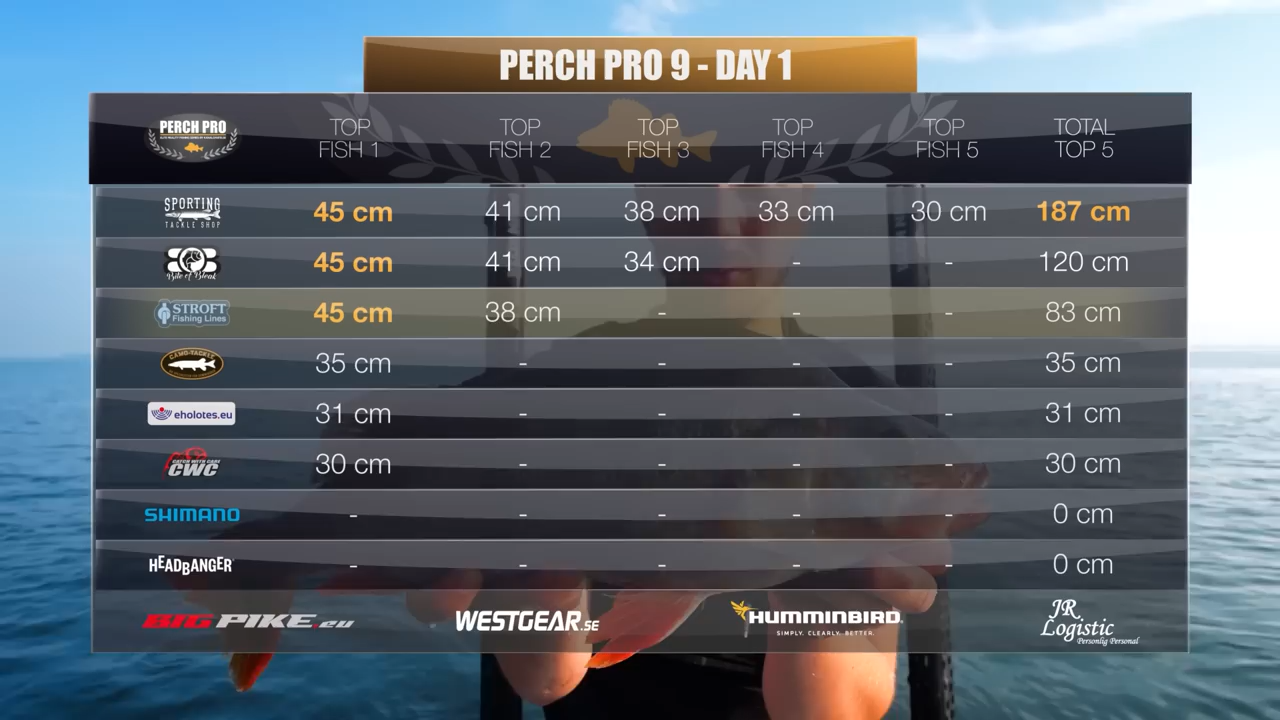 PERCH PRO 9 - DAY 1
PERCH PRO
TOP FISH 1
TOP FISH 2
TOP FISH 3
TOP FISH 4
TOP FISH 5
TOTAL TOP 5
SPORTING
TACKLE SHOP
45 cm 41 cm 38 cm 33 cm 30 cm 187 cm
Bite of Bleak
45 cm 41 cm 34 cm - - 120 cm
STROFT
Fishing Lines
45 cm 38 cm - - - 83 cm
CAMO-TACKLE
35 cm - - - - 35 cm
eholotes.eu 31 cm - - - - 31 cm
CATCH WITH CARE
CWC
30 cm - - - - 30 cm
SHIMANO - - - - - 0 cm
HEADBANGER - - - - - 0 cm
BIG PIKE.eu
WESTGEAR.SE
HUMMINBIRD
SIMPLY. CLEARLY. BETTER.
JR
Logistic
Personlig Personal